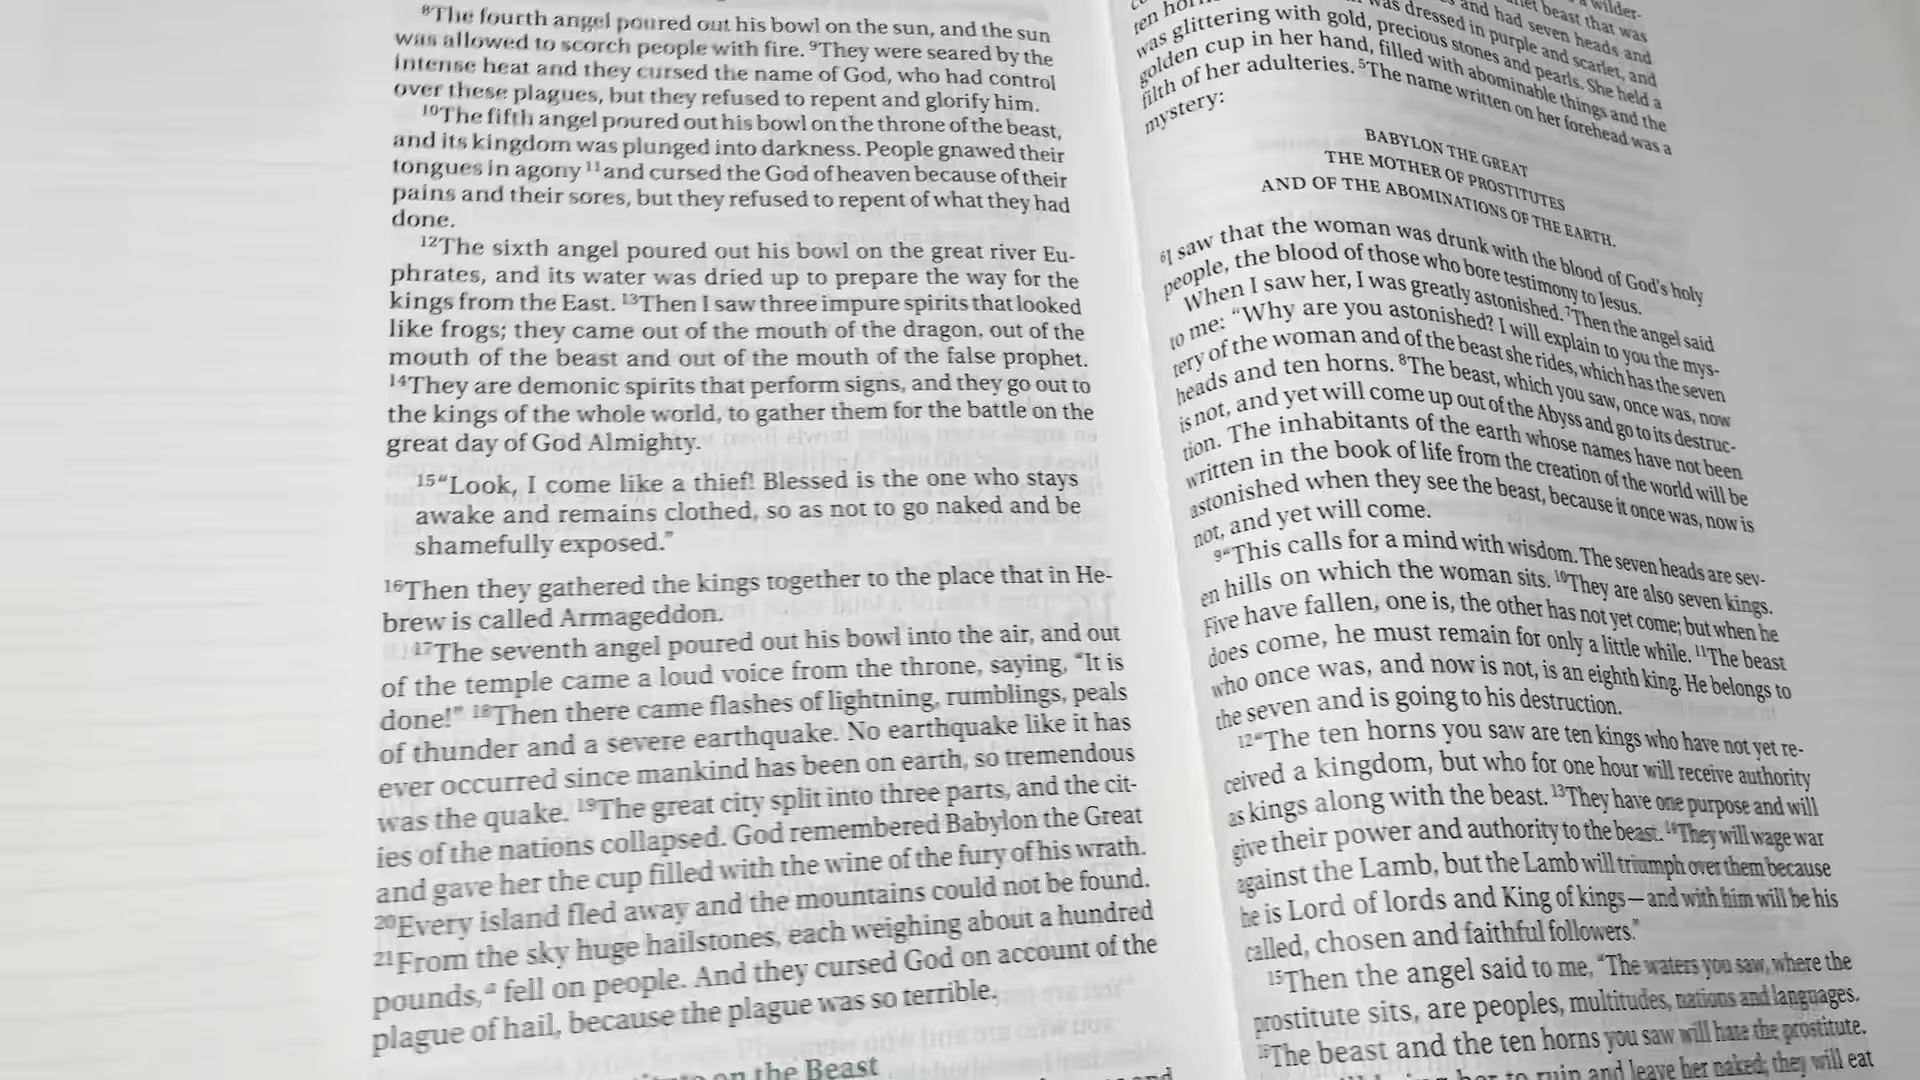 ⁸The fourth angel poured out his bowl on the sun, and the sun
was allowed to scorch people with fire. ⁹They were seared by the
intense heat and they cursed the name of God, who had control
over these plagues, but they refused to repent and glorify him.
¹⁰The fifth angel poured out his bowl on the throne of the beast,
and its kingdom was plunged into darkness. People gnawed their
tongues in agony ¹¹and cursed the God of heaven because of their
pains and their sores, but they refused to repent of what they had
done.
¹²The sixth angel poured out his bowl on the great river Eu-
phrates, and its water was dried up to prepare the way for the
kings from the East. ¹³Then I saw three impure spirits that looked
like frogs; they came out of the mouth of the dragon, out of the
mouth of the beast and out of the mouth of the false prophet.
¹⁴They are demonic spirits that perform signs, and they go out to
the kings of the whole world, to gather them for the battle on the
great day of God Almighty.
¹⁵“Look, I come like a thief! Blessed is the one who stays
awake and remains clothed, so as not to go naked and be
shamefully exposed.”
¹⁶Then they gathered the kings together to the place that in He-
brew is called Armageddon.
¹⁷The seventh angel poured out his bowl into the air, and out
of the temple came a loud voice from the throne, saying, “It is
done!” ¹⁸Then there came flashes of lightning, rumblings, peals
of thunder and a severe earthquake. No earthquake like it has
ever occurred since mankind has been on earth, so tremendous
was the quake. ¹⁹The great city split into three parts, and the cit-
ies of the nations collapsed. God remembered Babylon the Great
and gave her the cup filled with the wine of the fury of his wrath.
²⁰Every island fled away and the mountains could not be found.
²¹From the sky huge hailstones, each weighing about a hundred
pounds,ᵃ fell on people. And they cursed God on account of the
plague of hail, because the plague was so terrible.
on the Beast
and
beast that was
ten and had seven heads and
was dressed in purple and scarlet, and
was glittering with gold, precious stones and pearls. She held a
golden cup in her hand, filled with abominable things and the
filth of her adulteries. ⁵The name written on her forehead was a
mystery:
BABYLON THE GREAT
THE MOTHER OF PROSTITUTES
AND OF THE ABOMINATIONS OF THE EARTH.
⁶I saw that the woman was drunk with the blood of God’s holy
people, the blood of those who bore testimony to Jesus.
When I saw her, I was greatly astonished. ⁷Then the angel said
to me: “Why are you astonished? I will explain to you the mys-
tery of the woman and of the beast she rides, which has the seven
heads and ten horns. ⁸The beast, which you saw, once was, now
is not, and yet will come up out of the Abyss and go to its destruc-
tion. The inhabitants of the earth whose names have not been
written in the book of life from the creation of the world will be
astonished when they see the beast, because it once was, now is
not, and yet will come.
⁹“This calls for a mind with wisdom. The seven heads are sev-
en hills on which the woman sits. ¹⁰They are also seven kings.
Five have fallen, one is, the other has not yet come; but when he
does come, he must remain for only a little while. ¹¹The beast
who once was, and now is not, is an eighth king. He belongs to
the seven and is going to his destruction.
¹²“The ten horns you saw are ten kings who have not yet re-
ceived a kingdom, but who for one hour will receive authority
as kings along with the beast. ¹³They have one purpose and will
give their power and authority to the beast. ¹⁴They will wage war
against the Lamb, but the Lamb will triumph over them because
he is Lord of lords and King of kings—and with him will be his
called, chosen and faithful followers.”
¹⁵Then the angel said to me, “The waters you saw, where the
prostitute sits, are peoples, multitudes, nations and languages.
¹⁶The beast and the ten horns you saw will hate the prostitute.
her to ruin and leave her naked; they will eat